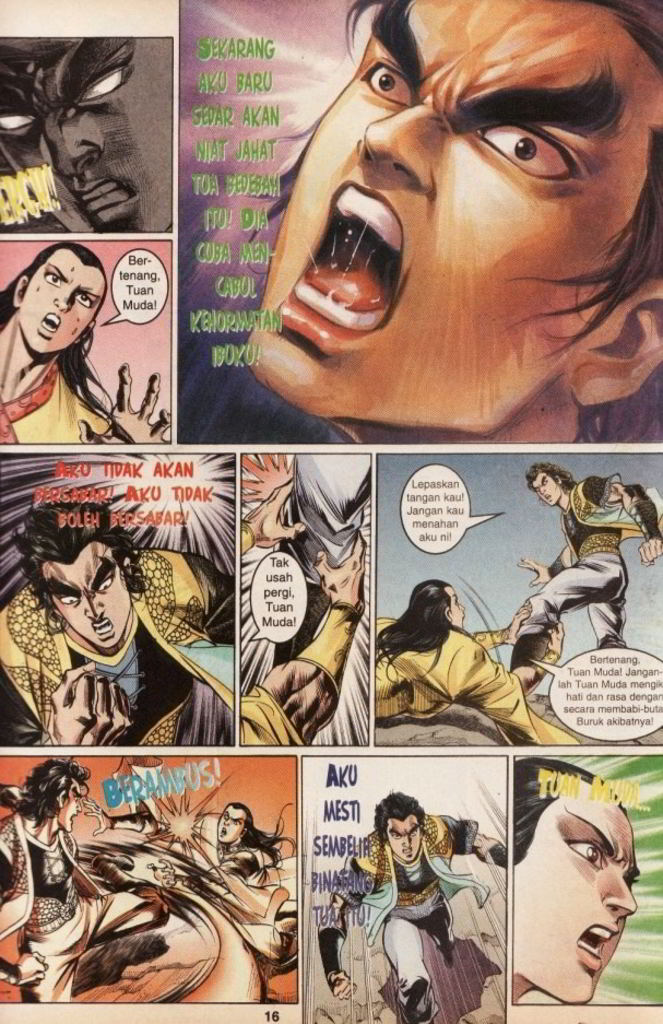 SEKARANG
AKU BARU
SEDAR AKAN
NIAT JAHAT
TUA BEDEBAH
ITU! DIA
CUBA MEN-
CABUL
KEHORMATAN
IBUKU!
Ber-
tenang,
Tuan
Muda!
AKU TIDAK AKAN
BERSABAR! AKU TIDAK
BOLEH BERSABAR!
Tak
usah
pergi,
Tuan
Muda!
Lepaskan
tangan kau!
Jangan kau
menahan
aku ni!
Bertenang,
Tuan Muda! Jangan-
lah Tuan Muda mengik
hati dan rasa dengan
secara membabi-buta
Buruk akibatnya!
BERAMBUS!
AKU
MESTI
SEMBELIH
BINATANG
TUA ITU!
TUAN MUDA...
16